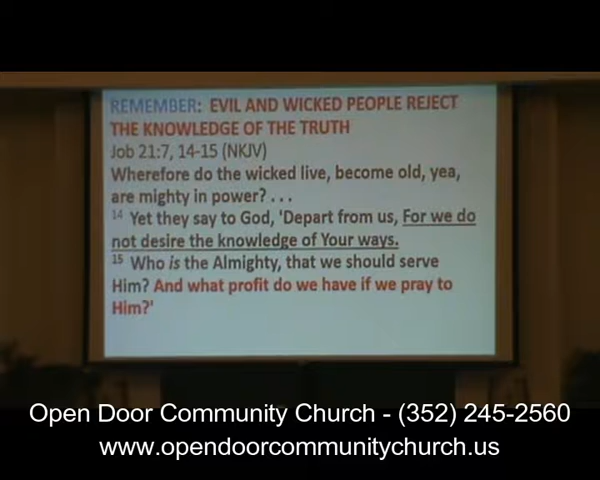 REMEMBER: EVIL AND WICKED PEOPLE REJECT
THE KNOWLEDGE OF THE TRUTH
Job 21:7, 14-15 (NKJV)
Wherefore do the wicked live, become old, yea,
are mighty in power? . . .
14 Yet they say to God, 'Depart from us, For we do
not desire the knowledge of Your ways.
15 Who is the Almighty, that we should serve
Him? And what profit do we have if we pray to
Him?'
Open Door Community Church - (352) 245-2560
www.opendoorcommunitychurch.us